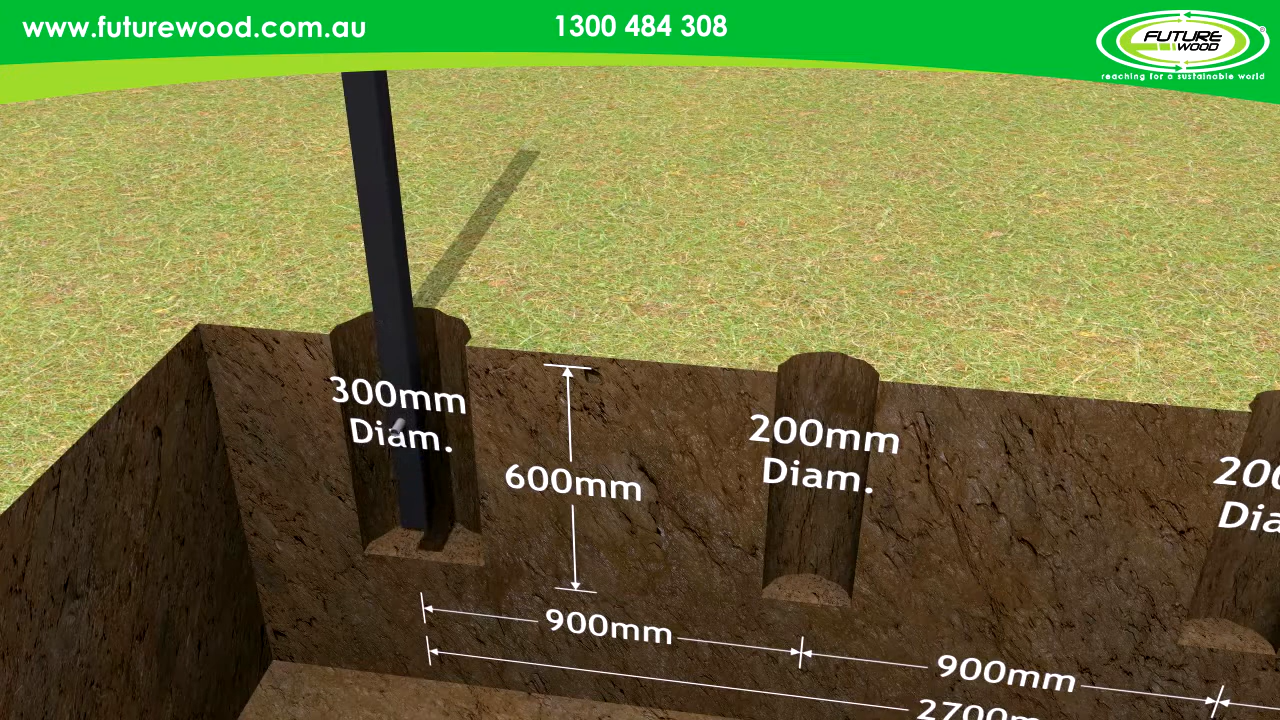 www.futurewood.com.au
1300 484 308
FUTURE
WOOD
reaching for a sustainable world
300mm
Diam.
600mm
200mm
Diam.
900mm
900mm